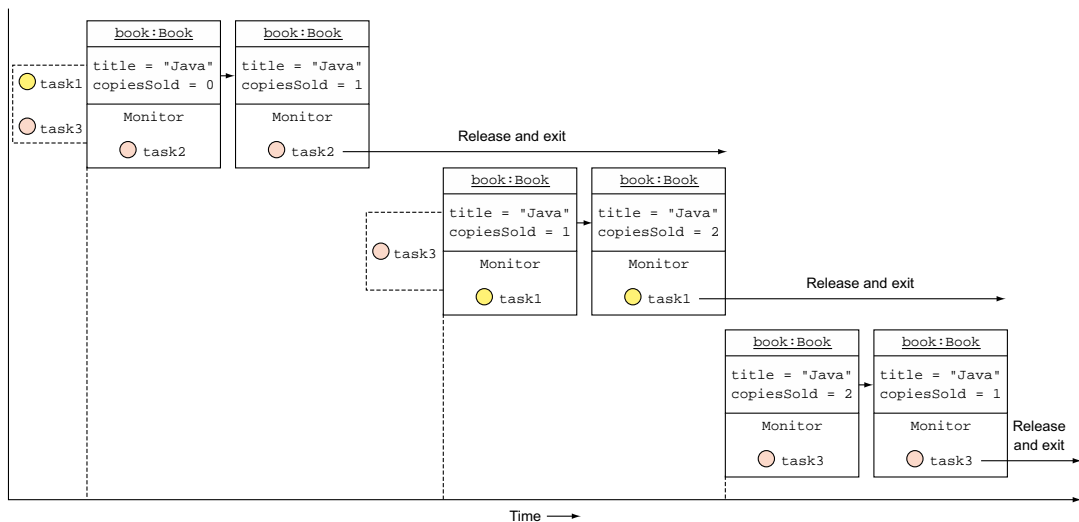 book:Book
title = "Java"
copiesSold = 0
Monitor
task2
task1
task3
book:Book
title = "Java"
copiesSold = 1
Monitor
task2
Release and exit
book:Book
title = "Java"
copiesSold = 1
Monitor
task1
task3
book:Book
title = "Java"
copiesSold = 2
Monitor
task1
Release and exit
book:Book
title = "Java"
copiesSold = 2
Monitor
task3
book:Book
title = "Java"
copiesSold = 1
Monitor
task3
Release
and exit
Time